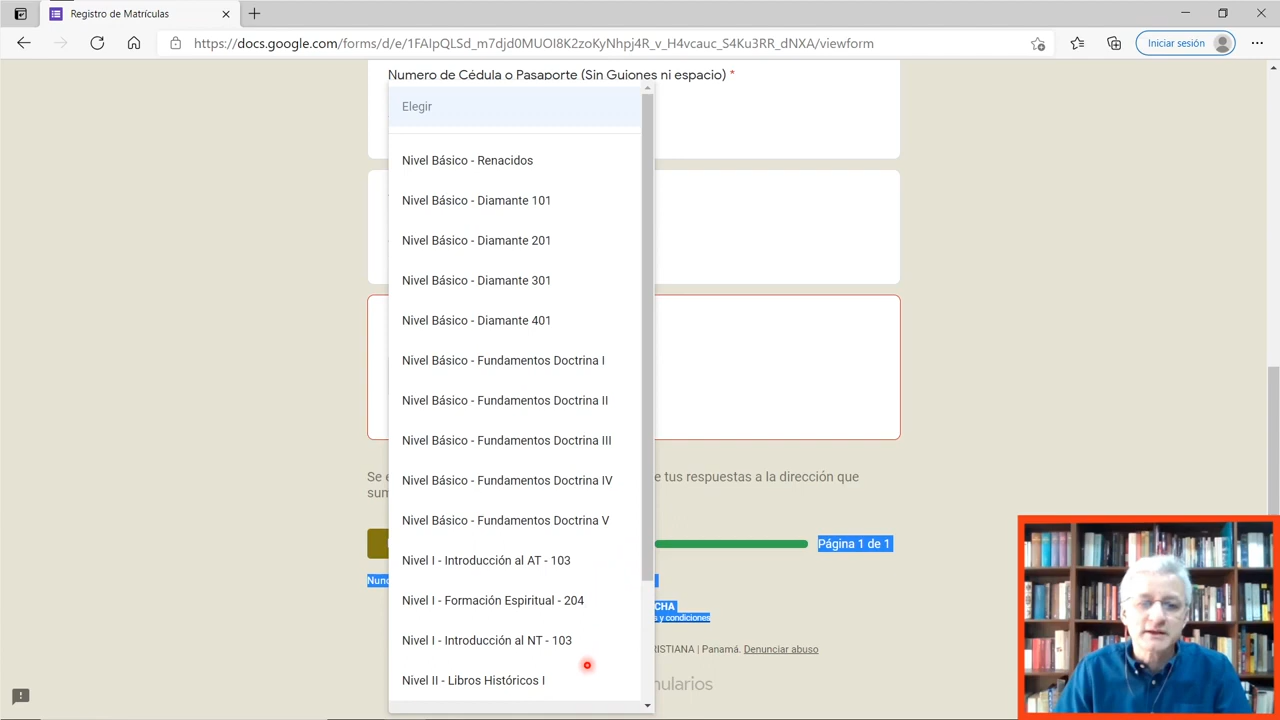 Registro de Matrículas
https://docs.google.com/forms/d/e/1FAIpQLSd_m7djd0MUOI8K2zoKyNhpj4R_v_H4vcauc_S4Ku3RR_dNXA/viewform
Iniciar sesión
Numero de Cédula o Pasaporte (Sin Guiones ni espacio) *
Elegir
Nivel Básico - Renacidos
Nivel Básico - Diamante 101
Nivel Básico - Diamante 201
Nivel Básico - Diamante 301
Nivel Básico - Diamante 401
Nivel Básico - Fundamentos Doctrina I
Nivel Básico - Fundamentos Doctrina II
Nivel Básico - Fundamentos Doctrina III
Nivel Básico - Fundamentos Doctrina IV
Se e e tus respuestas a la dirección que
sum
Nivel Básico - Fundamentos Doctrina V
Página 1 de 1
Nivel I - Introducción al AT - 103
Nunc
Nivel I - Formación Espiritual - 204
CHA
s y condiciones
Nivel I - Introducción al NT - 103
RISTIANA | Panamá. Denunciar abuso
Nivel II - Libros Históricos I
mularios